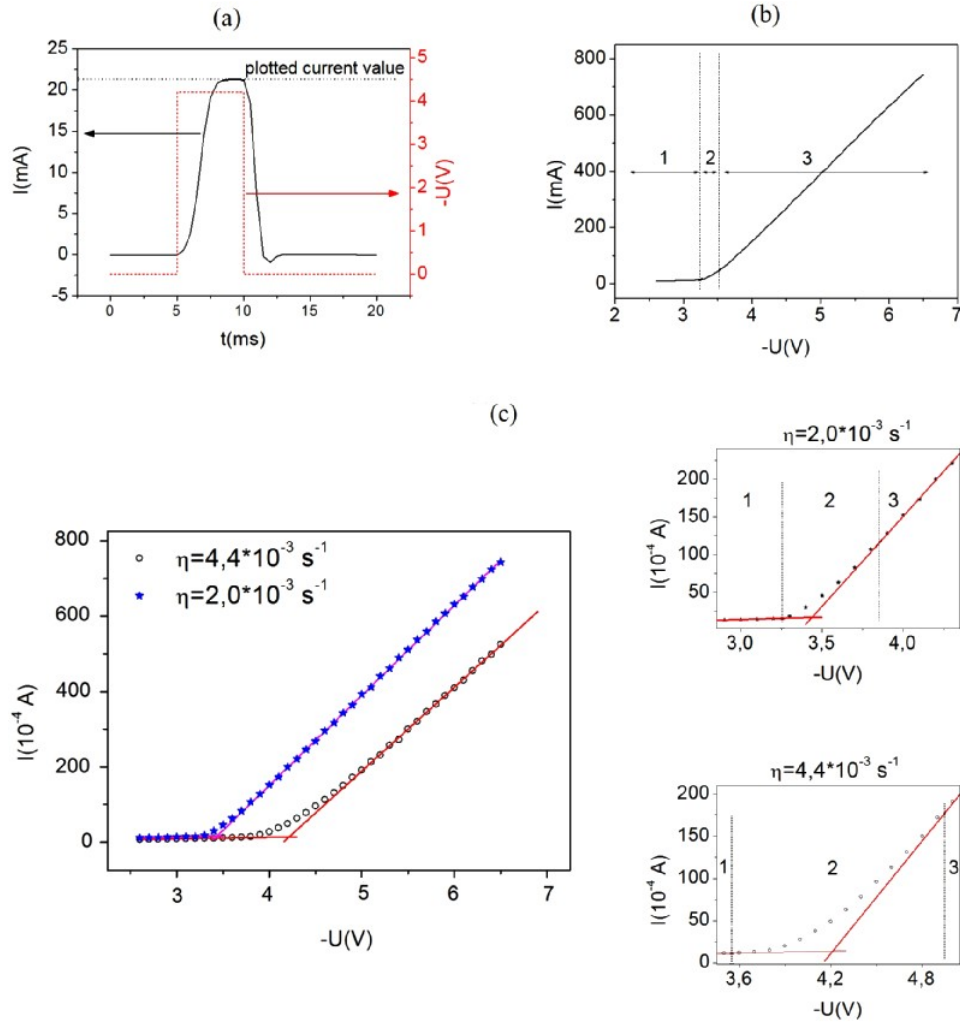 (a)
25
20
15
10
5
0
-5
I(mA)
0 5 10 15 20
t(ms)
5
4
3
2
1
0
-U(V)
plotted current value
(b)
800
600
400
200
0
I(mA)
1 2 3
2 3 4 5 6 7
-U(V)
(c)
800
600
400
200
0
I(10⁻⁴ A)
η=4,4*10⁻³ s⁻¹
η=2,0*10⁻³ s⁻¹
3 4 5 6 7
-U(V)
η=2,0*10⁻³ s⁻¹
200
150
100
50
I(10⁻⁴ A)
1 2 3
3,0 3,5 4,0
-U(V)
η=4,4*10⁻³ s⁻¹
200
150
100
50
0
I(10⁻⁴ A)
1 2 3
3,6 4,2 4,8
-U(V)